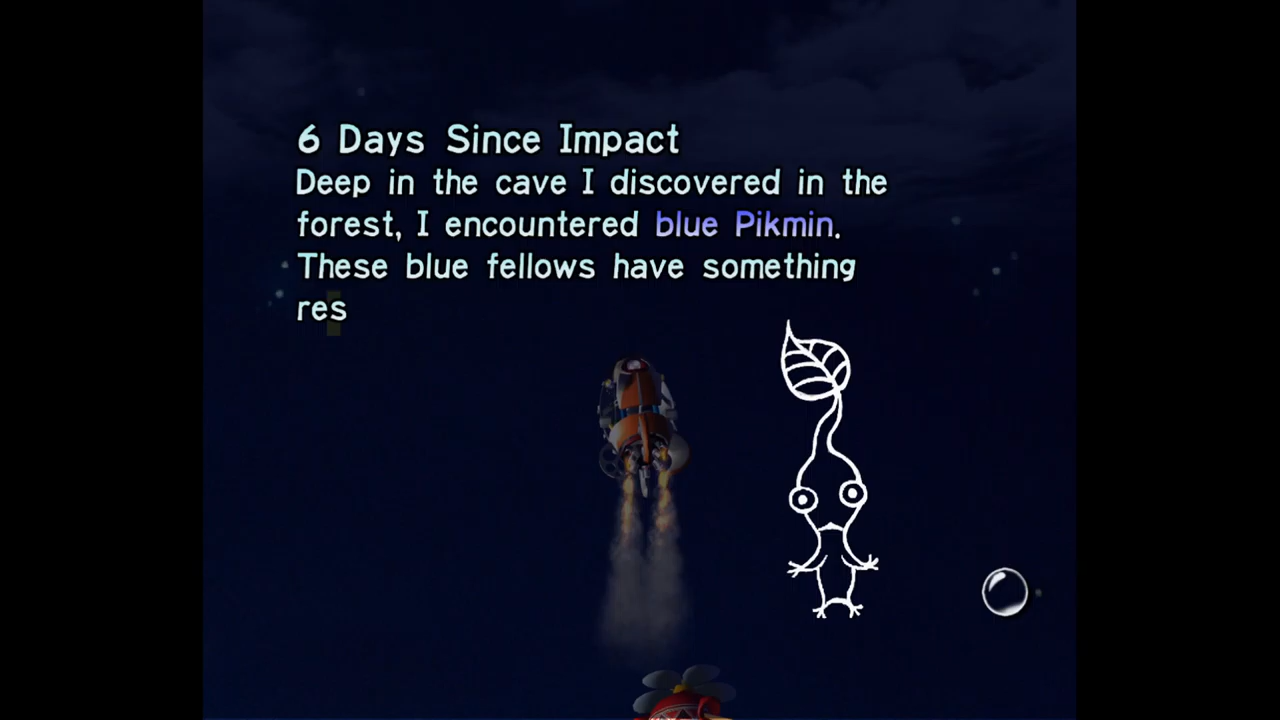 6 Days Since Impact
Deep in the cave I discovered in the
forest, I encountered blue Pikmin.
These blue fellows have something
res